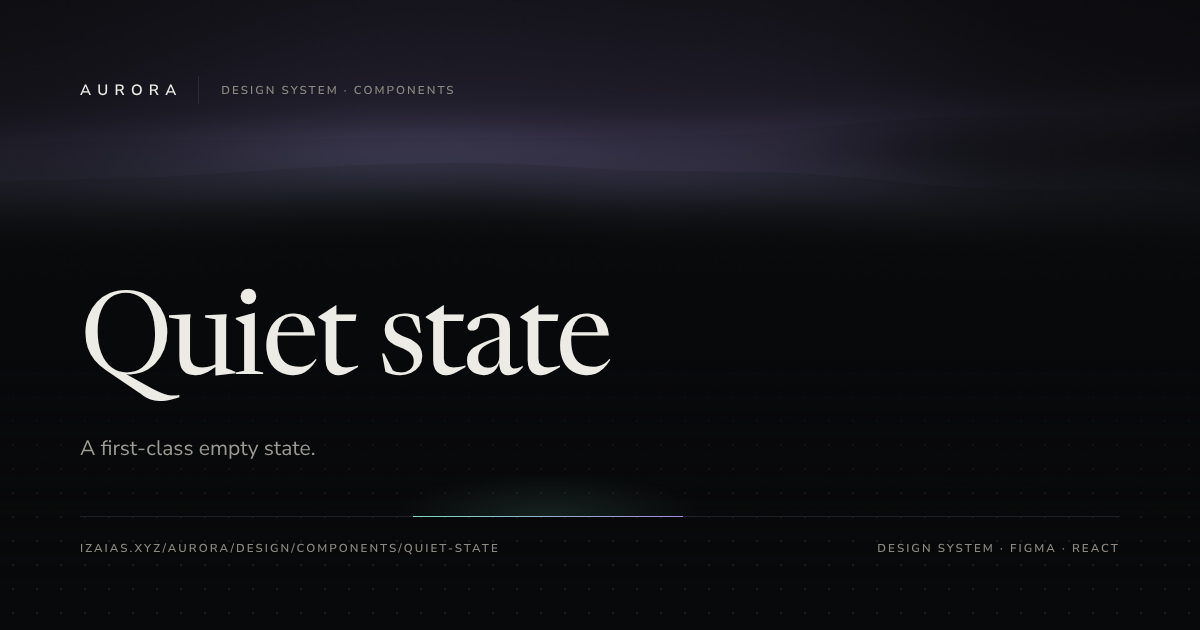 AURORA
DESIGN SYSTEM · COMPONENTS
Quiet state
A first-class empty state.
IZAIAS.XYZ/AURORA/DESIGN/COMPONENTS/QUIET-STATE
DESIGN SYSTEM · FIGMA · REACT